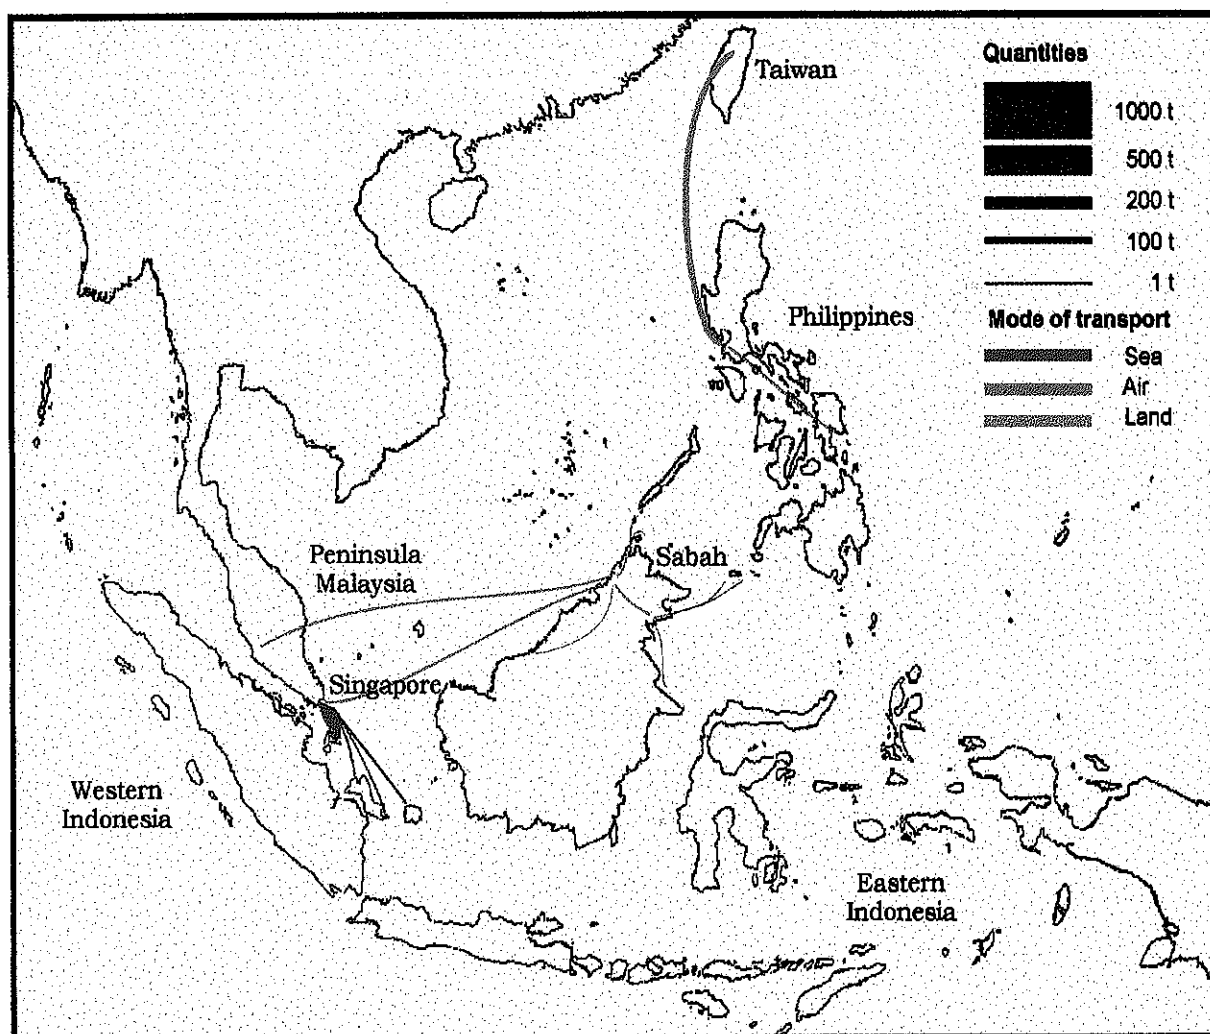 Quantities
Taiwan
1000 t
500 t
200 t
100 t
1 t
Philippines
Mode of transport
Sea
Air
Land
Peninsula
Malaysia
Sabah
Singapore
Western
Indonesia
Eastern
Indonesia